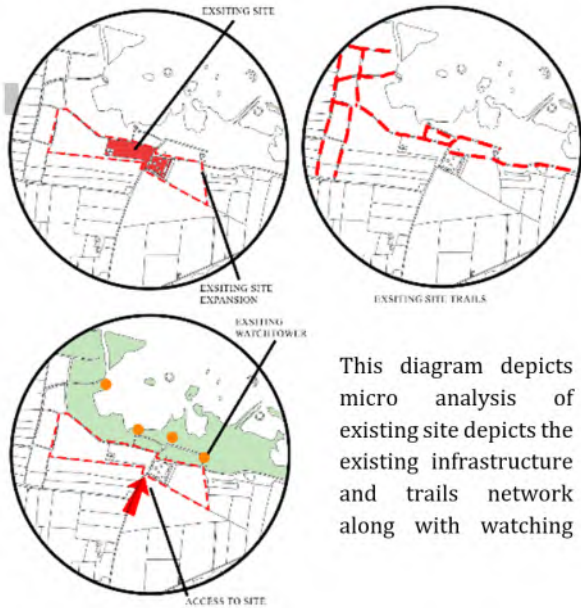 EXSITING SITE
EXSITING SITE
EXPANSION
EXSITING SITE TRAILS
EXSITING
WATCHTOWER
ACCESS TO SITE
This diagram depicts
micro analysis of
existing site depicts the
existing infrastructure
and trails network
along with watching